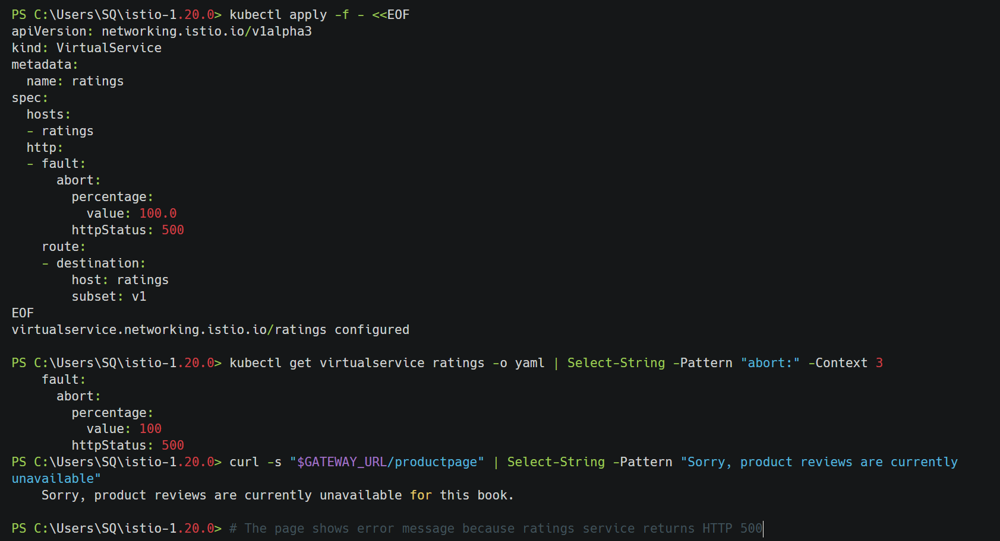 PS C:\Users\SQ\istio-1.20.0> kubectl apply -f - <<EOF
apiVersion: networking.istio.io/v1alpha3
kind: VirtualService
metadata:
  name: ratings
spec:
  hosts:
  - ratings
  http:
  - fault:
      abort:
        percentage:
          value: 100.0
        httpStatus: 500
    route:
    - destination:
        host: ratings
        subset: v1
EOF
virtualservice.networking.istio.io/ratings configured

PS C:\Users\SQ\istio-1.20.0> kubectl get virtualservice ratings -o yaml | Select-String -Pattern "abort:" -Context 3
    fault:
      abort:
        percentage:
          value: 100
        httpStatus: 500
PS C:\Users\SQ\istio-1.20.0> curl -s "$GATEWAY_URL/productpage" | Select-String -Pattern "Sorry, product reviews are currently
unavailable"
    Sorry, product reviews are currently unavailable for this book.

PS C:\Users\SQ\istio-1.20.0> # The page shows error message because ratings service returns HTTP 500